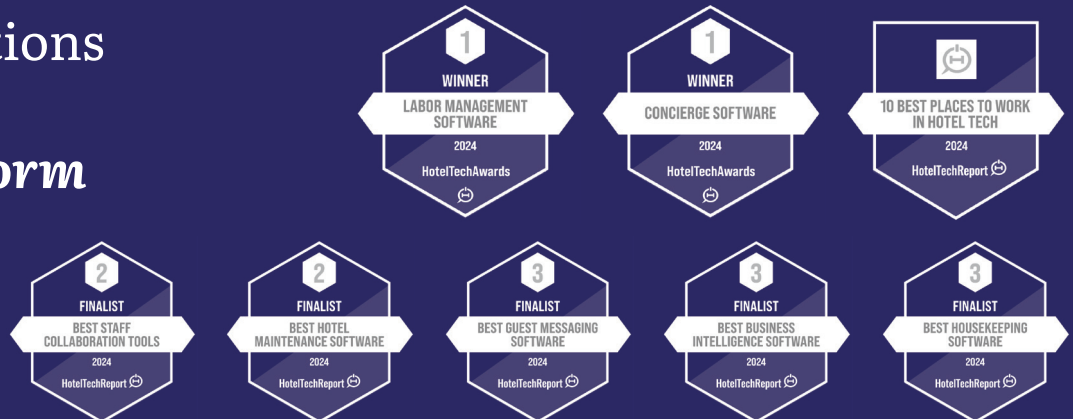 tions
orm
1
WINNER
LABOR MANAGEMENT
SOFTWARE
2024
HotelTechAwards
1
WINNER
CONCIERGE SOFTWARE
2024
HotelTechAwards
10 BEST PLACES TO WORK
IN HOTEL TECH
2024
HotelTechReport
2
FINALIST
BEST STAFF
COLLABORATION TOOLS
2024
HotelTechReport
2
FINALIST
BEST HOTEL
MAINTENANCE SOFTWARE
2024
HotelTechReport
3
FINALIST
BEST GUEST MESSAGING
SOFTWARE
2024
HotelTechReport
3
FINALIST
BEST BUSINESS
INTELLIGENCE SOFTWARE
2024
HotelTechReport
3
FINALIST
BEST HOUSEKEEPING
SOFTWARE
2024
HotelTechReport